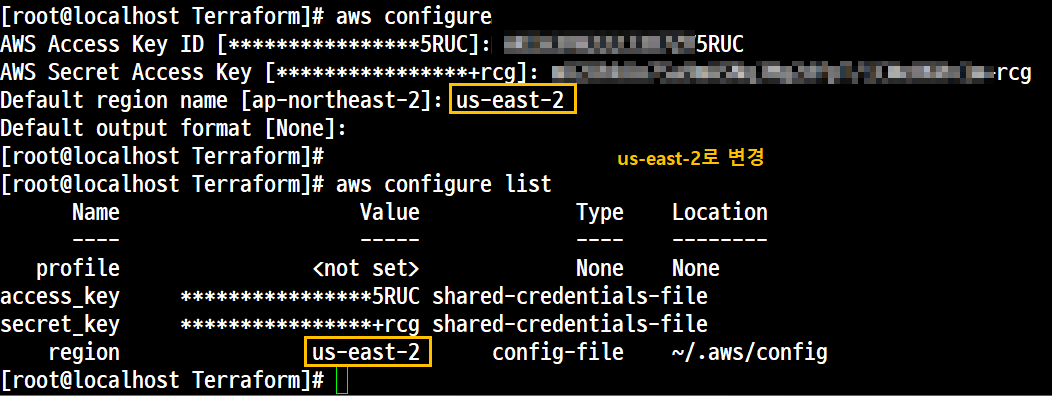 [root@localhost Terraform]# aws configure
AWS Access Key ID [****************5RUC]: 5RUC
AWS Secret Access Key [****************+rcg]: rcg
Default region name [ap-northeast-2]: us-east-2
Default output format [None]:
[root@localhost Terraform]# us-east-2로 변경
[root@localhost Terraform]# aws configure list
Name Value Type Location
---- ----- ---- --------
profile <not set> None None
access_key ****************5RUC shared-credentials-file
secret_key ****************+rcg shared-credentials-file
region us-east-2 config-file ~/.aws/config
[root@localhost Terraform]#